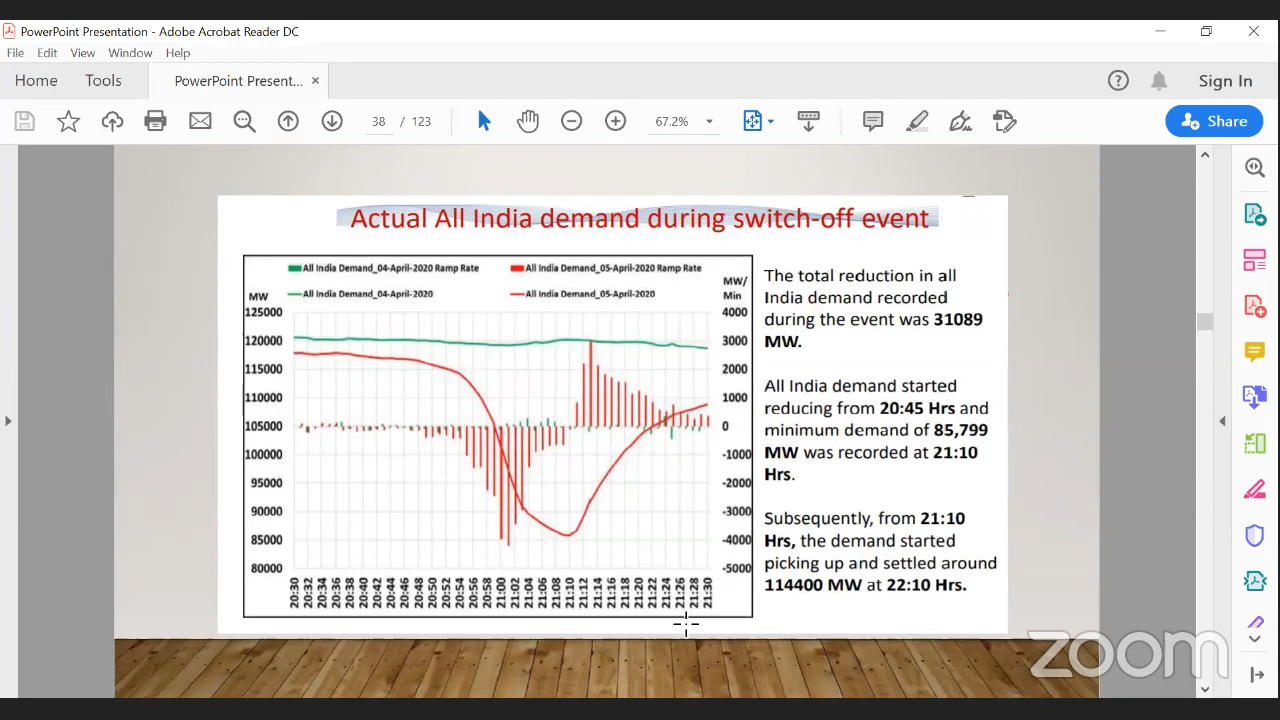 PowerPoint Presentation - Adobe Acrobat Reader DC
File Edit View Window Help
Home Tools PowerPoint Present... ×
Sign In
38 / 123
67.2%
Share
Actual All India demand during switch-off event
All India Demand_04-April-2020 Ramp Rate
All India Demand_05-April-2020 Ramp Rate
All India Demand_04-April-2020
All India Demand_05-April-2020
MW
MW/
Min
125000
120000
115000
110000
105000
100000
95000
90000
85000
80000
4000
3000
2000
1000
0
-1000
-2000
-3000
-4000
-5000
20:30
20:32
20:34
20:36
20:38
20:40
20:42
20:44
20:46
20:48
20:50
20:52
20:54
20:56
20:58
21:00
21:02
21:04
21:06
21:08
21:10
21:12
21:14
21:16
21:18
21:20
21:22
21:24
21:26
21:28
21:30
The total reduction in all
India demand recorded
during the event was 31089
MW.
All India demand started
reducing from 20:45 Hrs and
minimum demand of 85,799
MW was recorded at 21:10
Hrs.
Subsequently, from 21:10
Hrs, the demand started
picking up and settled around
114400 MW at 22:10 Hrs.
zoom